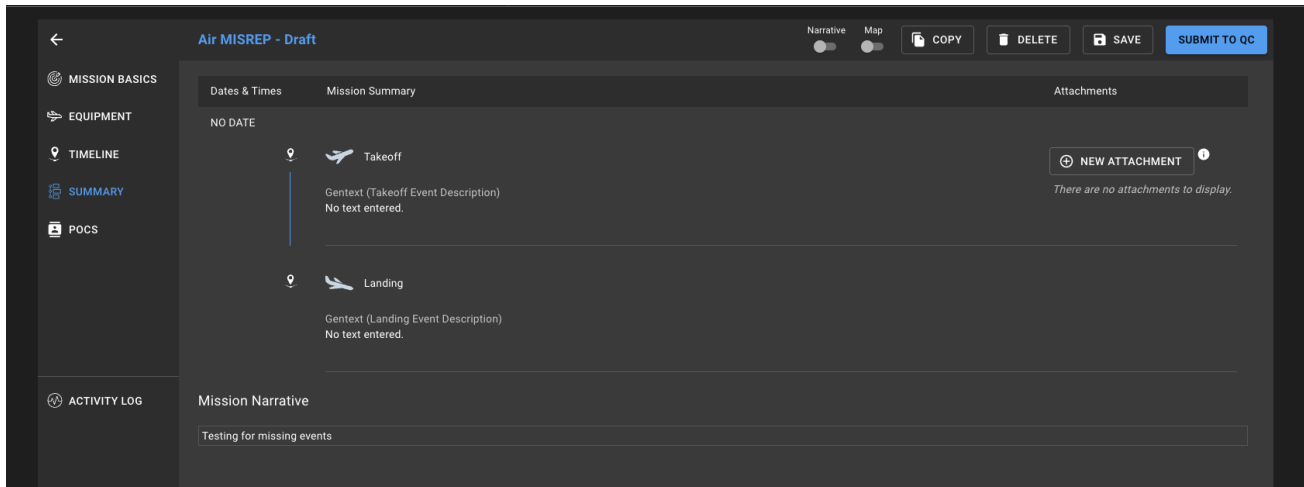 Air MISREP - Draft
Narrative
Map
COPY
DELETE
SAVE
SUBMIT TO QC
MISSION BASICS
EQUIPMENT
TIMELINE
SUMMARY
POCS
ACTIVITY LOG
Dates & Times Mission Summary Attachments
NO DATE
Takeoff
NEW ATTACHMENT
There are no attachments to display.
Gentext (Takeoff Event Description)
No text entered.
Landing
Gentext (Landing Event Description)
No text entered.
Mission Narrative
Testing for missing events